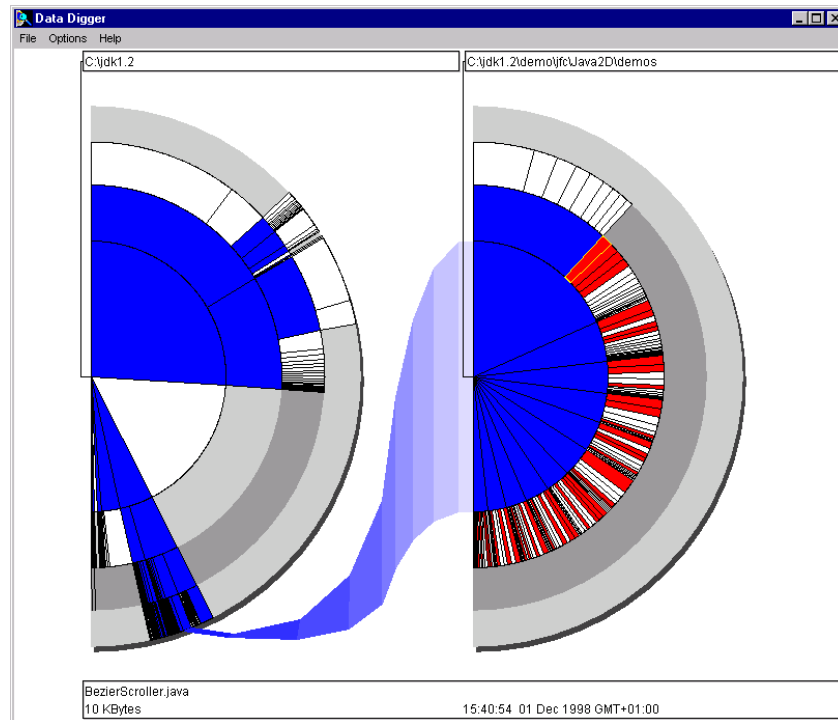 Data Digger
File Options Help
C:\jdk1.2
C:\jdk1.2\demo\jfc\Java2D\demos
BezierScroller.java
10 KBytes
15:40:54 01 Dec 1998 GMT+01:00